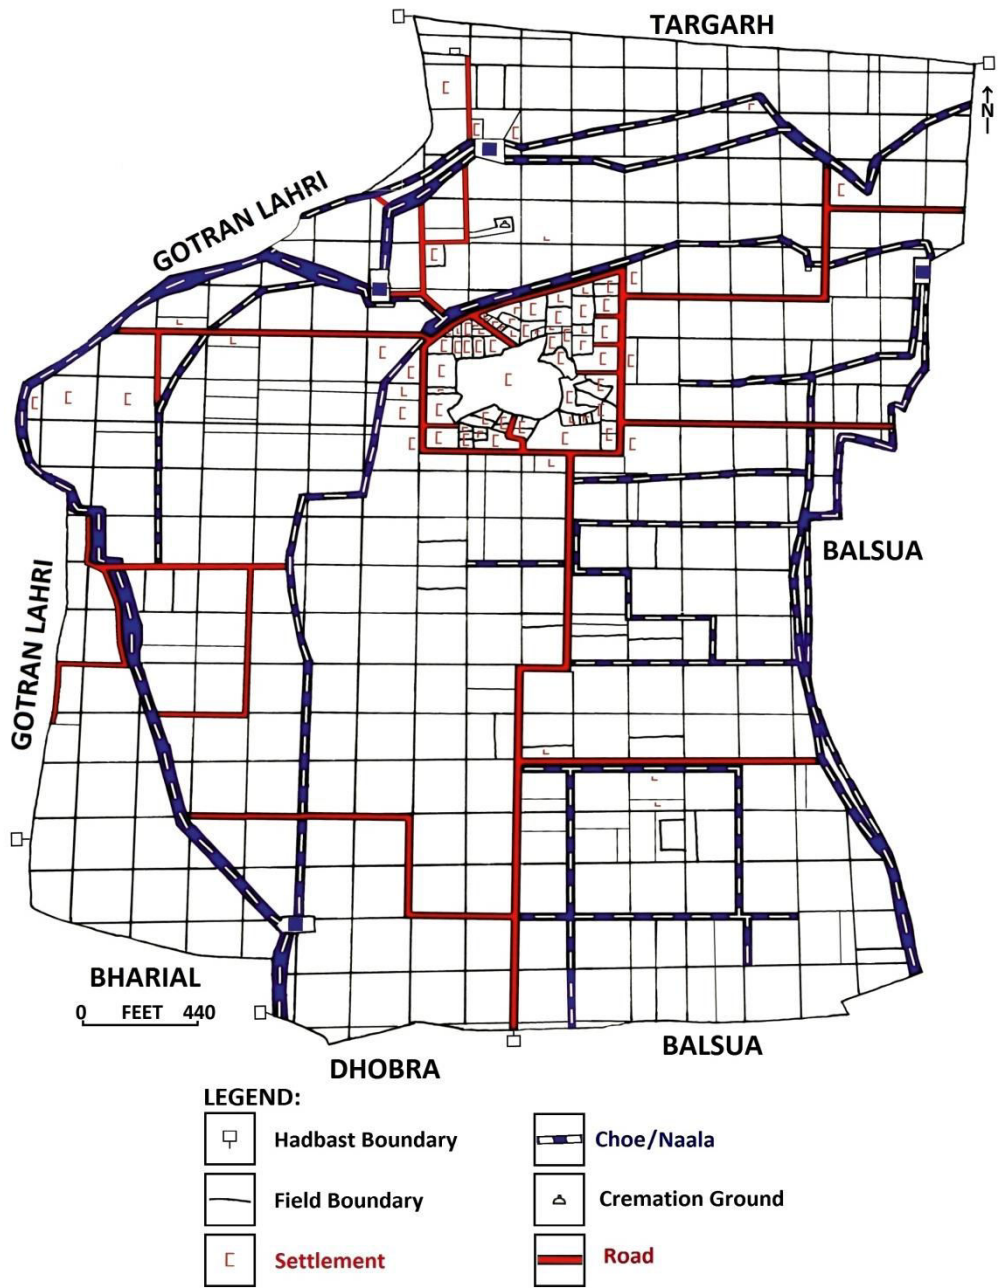 TARGARH
N
GOTRAN LAHRI
BALSUA
GOTRAN LAHRI
BHARIAL
0 FEET 440
BALSUA
DHOBRA
LEGEND:
Hadbast Boundary
Choe/Naala
Field Boundary
Cremation Ground
Settlement
Road